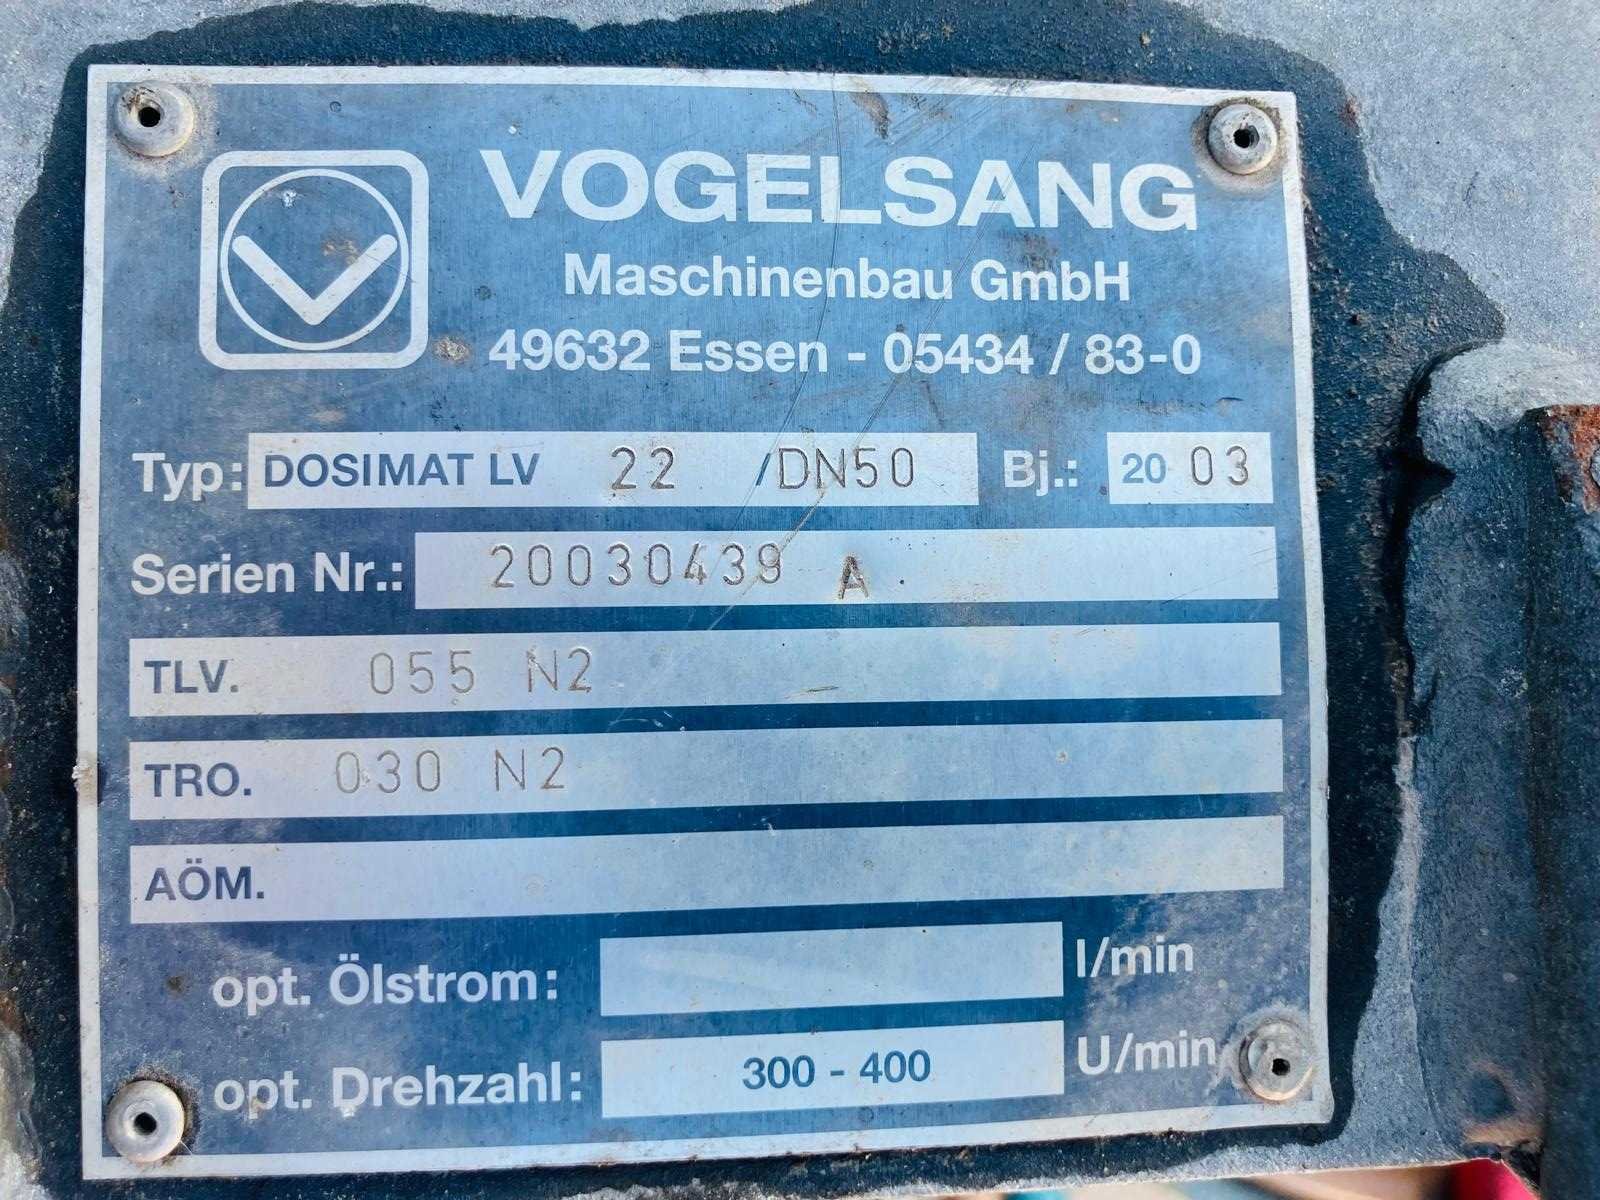 VOGELSANG
Maschinenbau GmbH
49632 Essen - 05434 / 83-0
Typ: DOSIMAT LV 22 /DN50 Bj.: 20 03
Serien Nr.: 20030439 A
TLV. 055 N2
TRO. 030 N2
AÖM.
opt. Ölstrom: l/min
opt. Drehzahl: 300 - 400 U/min